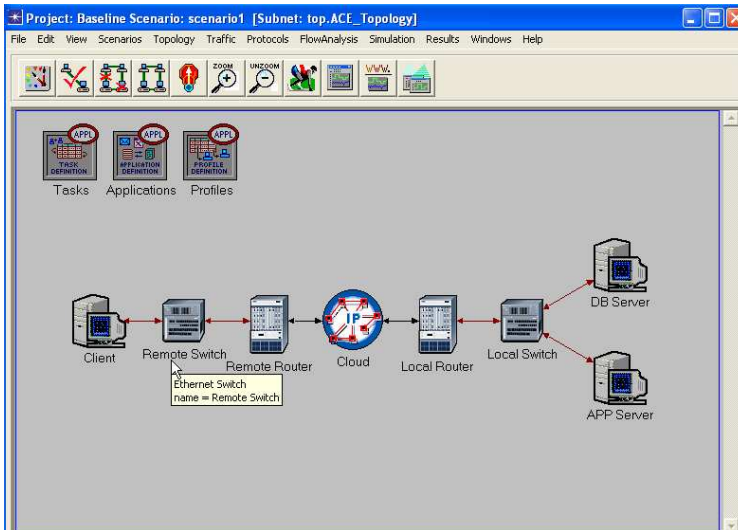 Project: Baseline Scenario: scenario1 [Subnet: top.ACE_Topology]
File Edit View Scenarios Topology Traffic Protocols FlowAnalysis Simulation Results Windows Help
ZOOM UNZOOM WWW.
APPL APPL APPL
TASK DEFINITION
APPLICATION DEFINITION
PROFILE DEFINITION
Tasks Applications Profiles
DB Server
IP
Client Remote Switch Remote Router Cloud Local Router Local Switch
Ethernet Switch
name = Remote Switch
APP Server